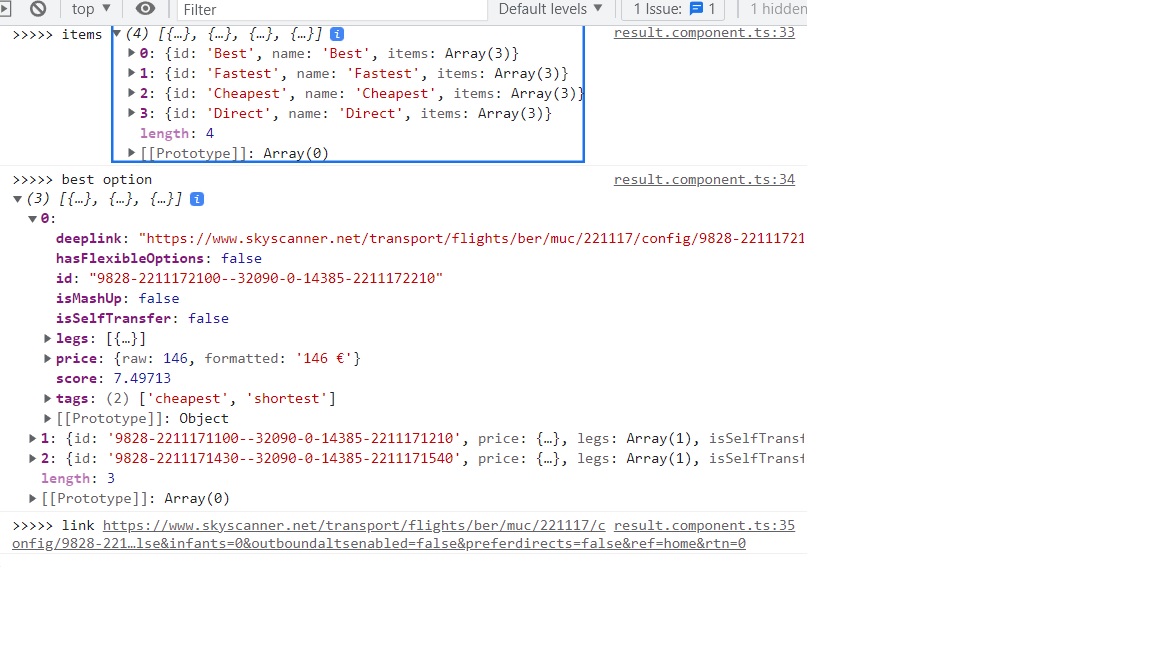 top ▼ Filter Default levels ▼ 1 Issue: 1 1 hidden
>>>>> items ▼(4) [{…}, {…}, {…}, {…}] i result.component.ts:33
▶0: {id: 'Best', name: 'Best', items: Array(3)}
▶1: {id: 'Fastest', name: 'Fastest', items: Array(3)}
▶2: {id: 'Cheapest', name: 'Cheapest', items: Array(3)}
▶3: {id: 'Direct', name: 'Direct', items: Array(3)}
length: 4
▶[[Prototype]]: Array(0)
>>>>> best option result.component.ts:34
▼(3) [{…}, {…}, {…}] i
▼0:
deeplink: "https://www.skyscanner.net/transport/flights/ber/muc/221117/config/9828-22111721
hasFlexibleOptions: false
id: "9828-2211172100--32090-0-14385-2211172210"
isMashUp: false
isSelfTransfer: false
▶legs: [{…}]
▶price: {raw: 146, formatted: '146 €'}
score: 7.49713
▶tags: (2) ['cheapest', 'shortest']
▶[[Prototype]]: Object
▶1: {id: '9828-2211171100--32090-0-14385-2211171210', price: {…}, legs: Array(1), isSelfTransf
▶2: {id: '9828-2211171430--32090-0-14385-2211171540', price: {…}, legs: Array(1), isSelfTransf
length: 3
▶[[Prototype]]: Array(0)
>>>>> link https://www.skyscanner.net/transport/flights/ber/muc/221117/c result.component.ts:35
onfig/9828-221…lse&infants=0&outboundaltsenabled=false&preferdirects=false&ref=home&rtn=0